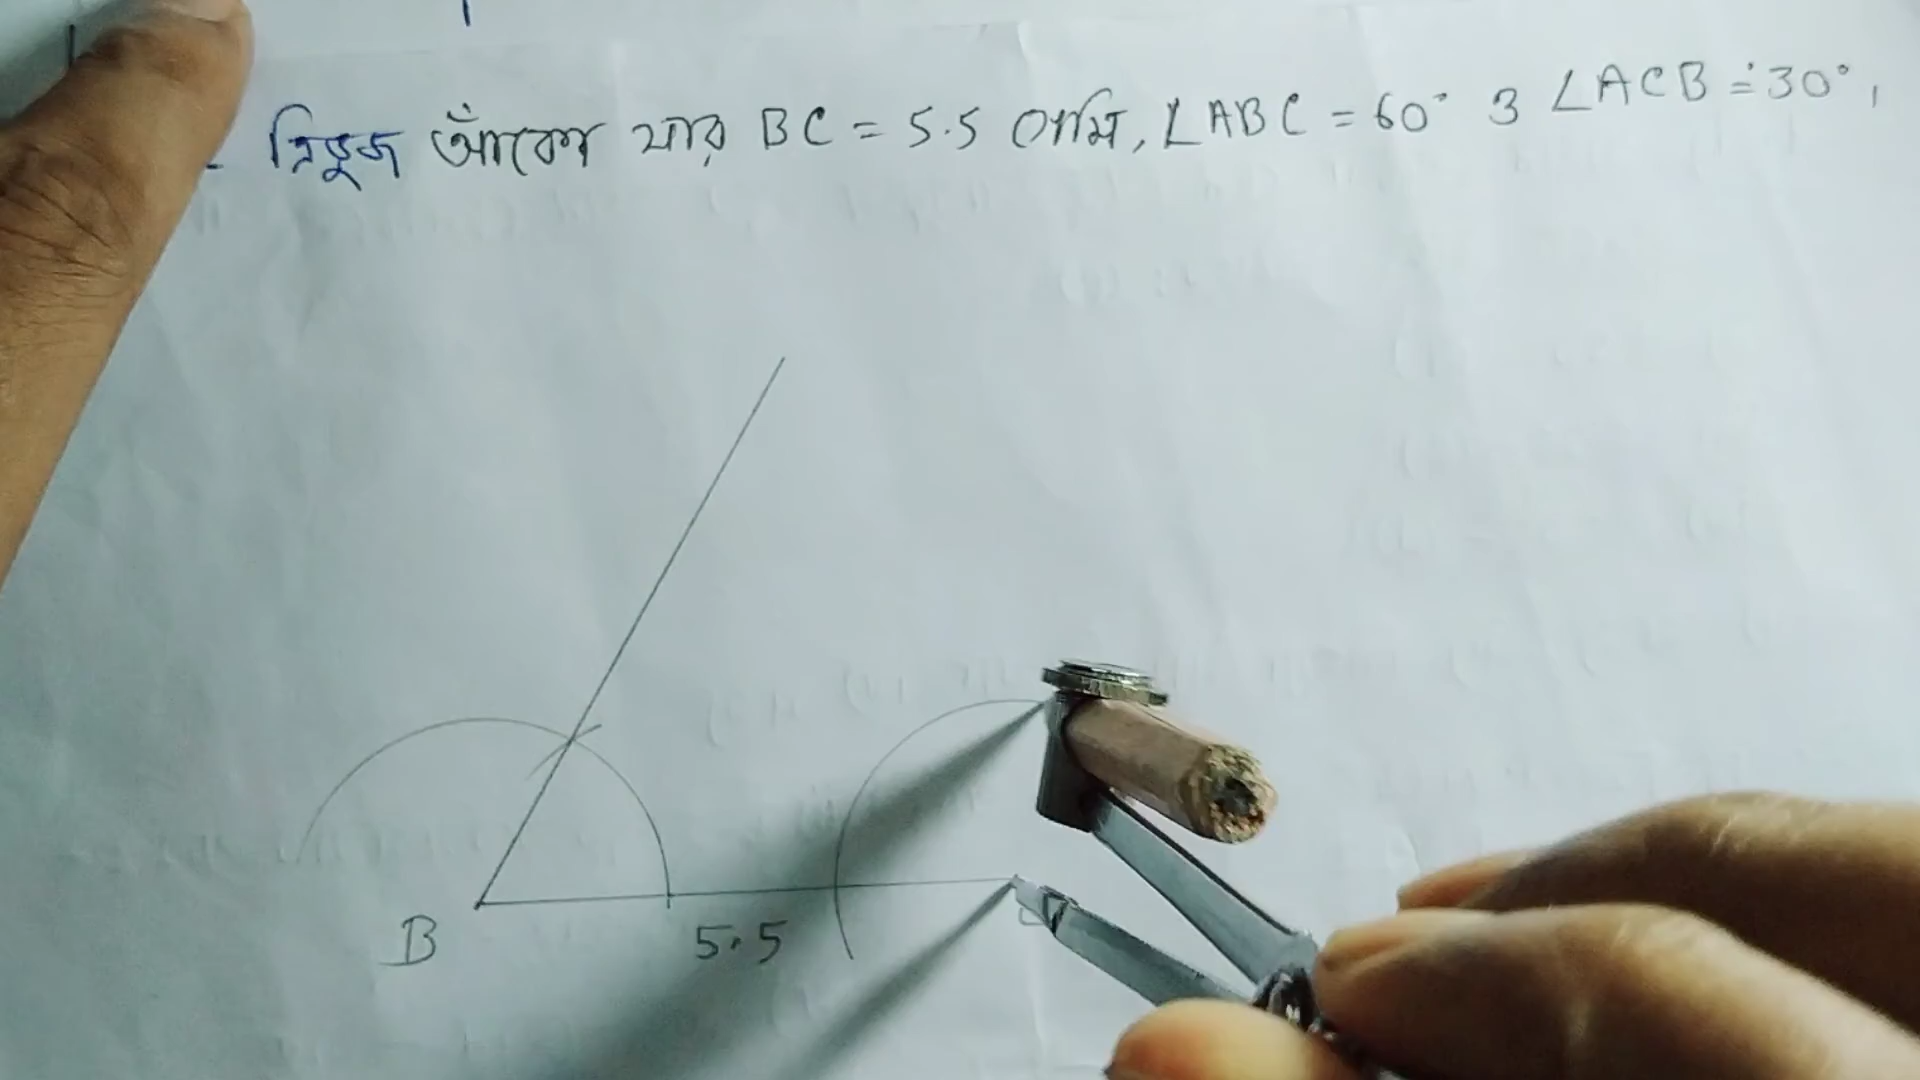 ত্রিভুজ আঁকো যার BC = 5.5 সেমি, ∠ABC = 60° ও ∠ACB = 30°,
B 5.5